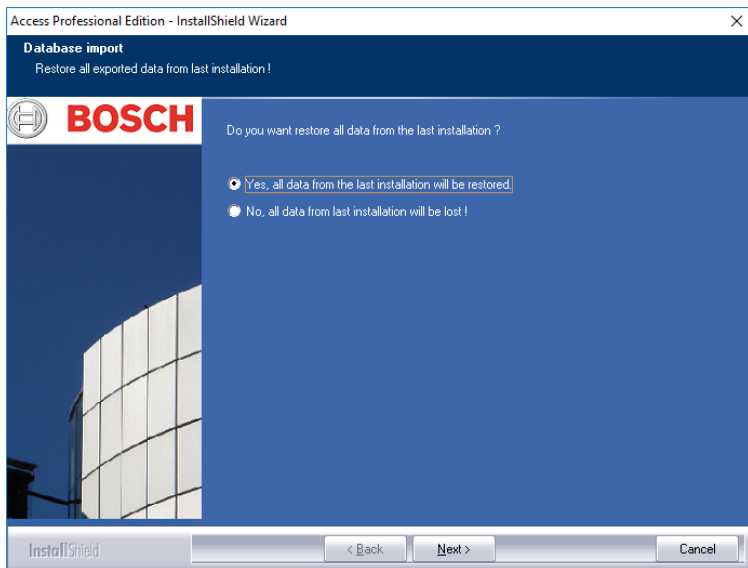 Access Professional Edition - InstallShield Wizard
Database import
Restore all exported data from last installation !
BOSCH
Do you want restore all data from the last installation ?
Yes, all data from the last installation will be restored.
No, all data from last installation will be lost !
InstallShield
< Back
Next >
Cancel